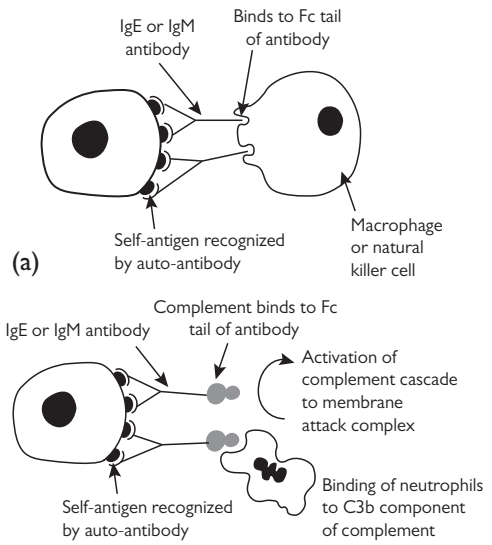 IgE or IgM
antibody
Binds to Fc tail
of antibody
Self-antigen recognized
by auto-antibody
Macrophage
or natural
killer cell
(a)
Complement binds to Fc
tail of antibody
IgE or IgM antibody
Activation of
complement cascade
to membrane
attack complex
Self-antigen recognized
by auto-antibody
Binding of neutrophils
to C3b component
of complement